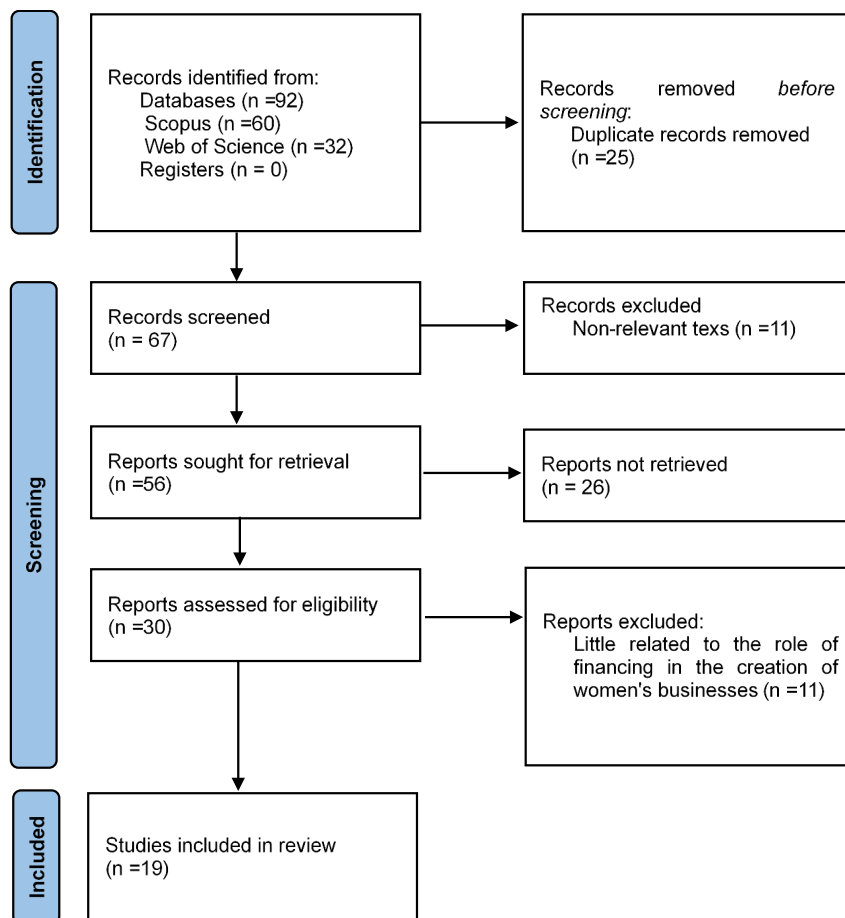 Identification
Records identified from:
Databases (n =92)
Scopus (n =60)
Web of Science (n =32)
Registers (n = 0)
Records removed before
screening:
Duplicate records removed
(n =25)
Screening
Records screened
(n = 67)
Records excluded
Non-relevant texs (n =11)
Reports sought for retrieval
(n =56)
Reports not retrieved
(n = 26)
Reports assessed for eligibility
(n =30)
Reports excluded:
Little related to the role of
financing in the creation of
women's businesses (n =11)
Included
Studies included in review
(n =19)